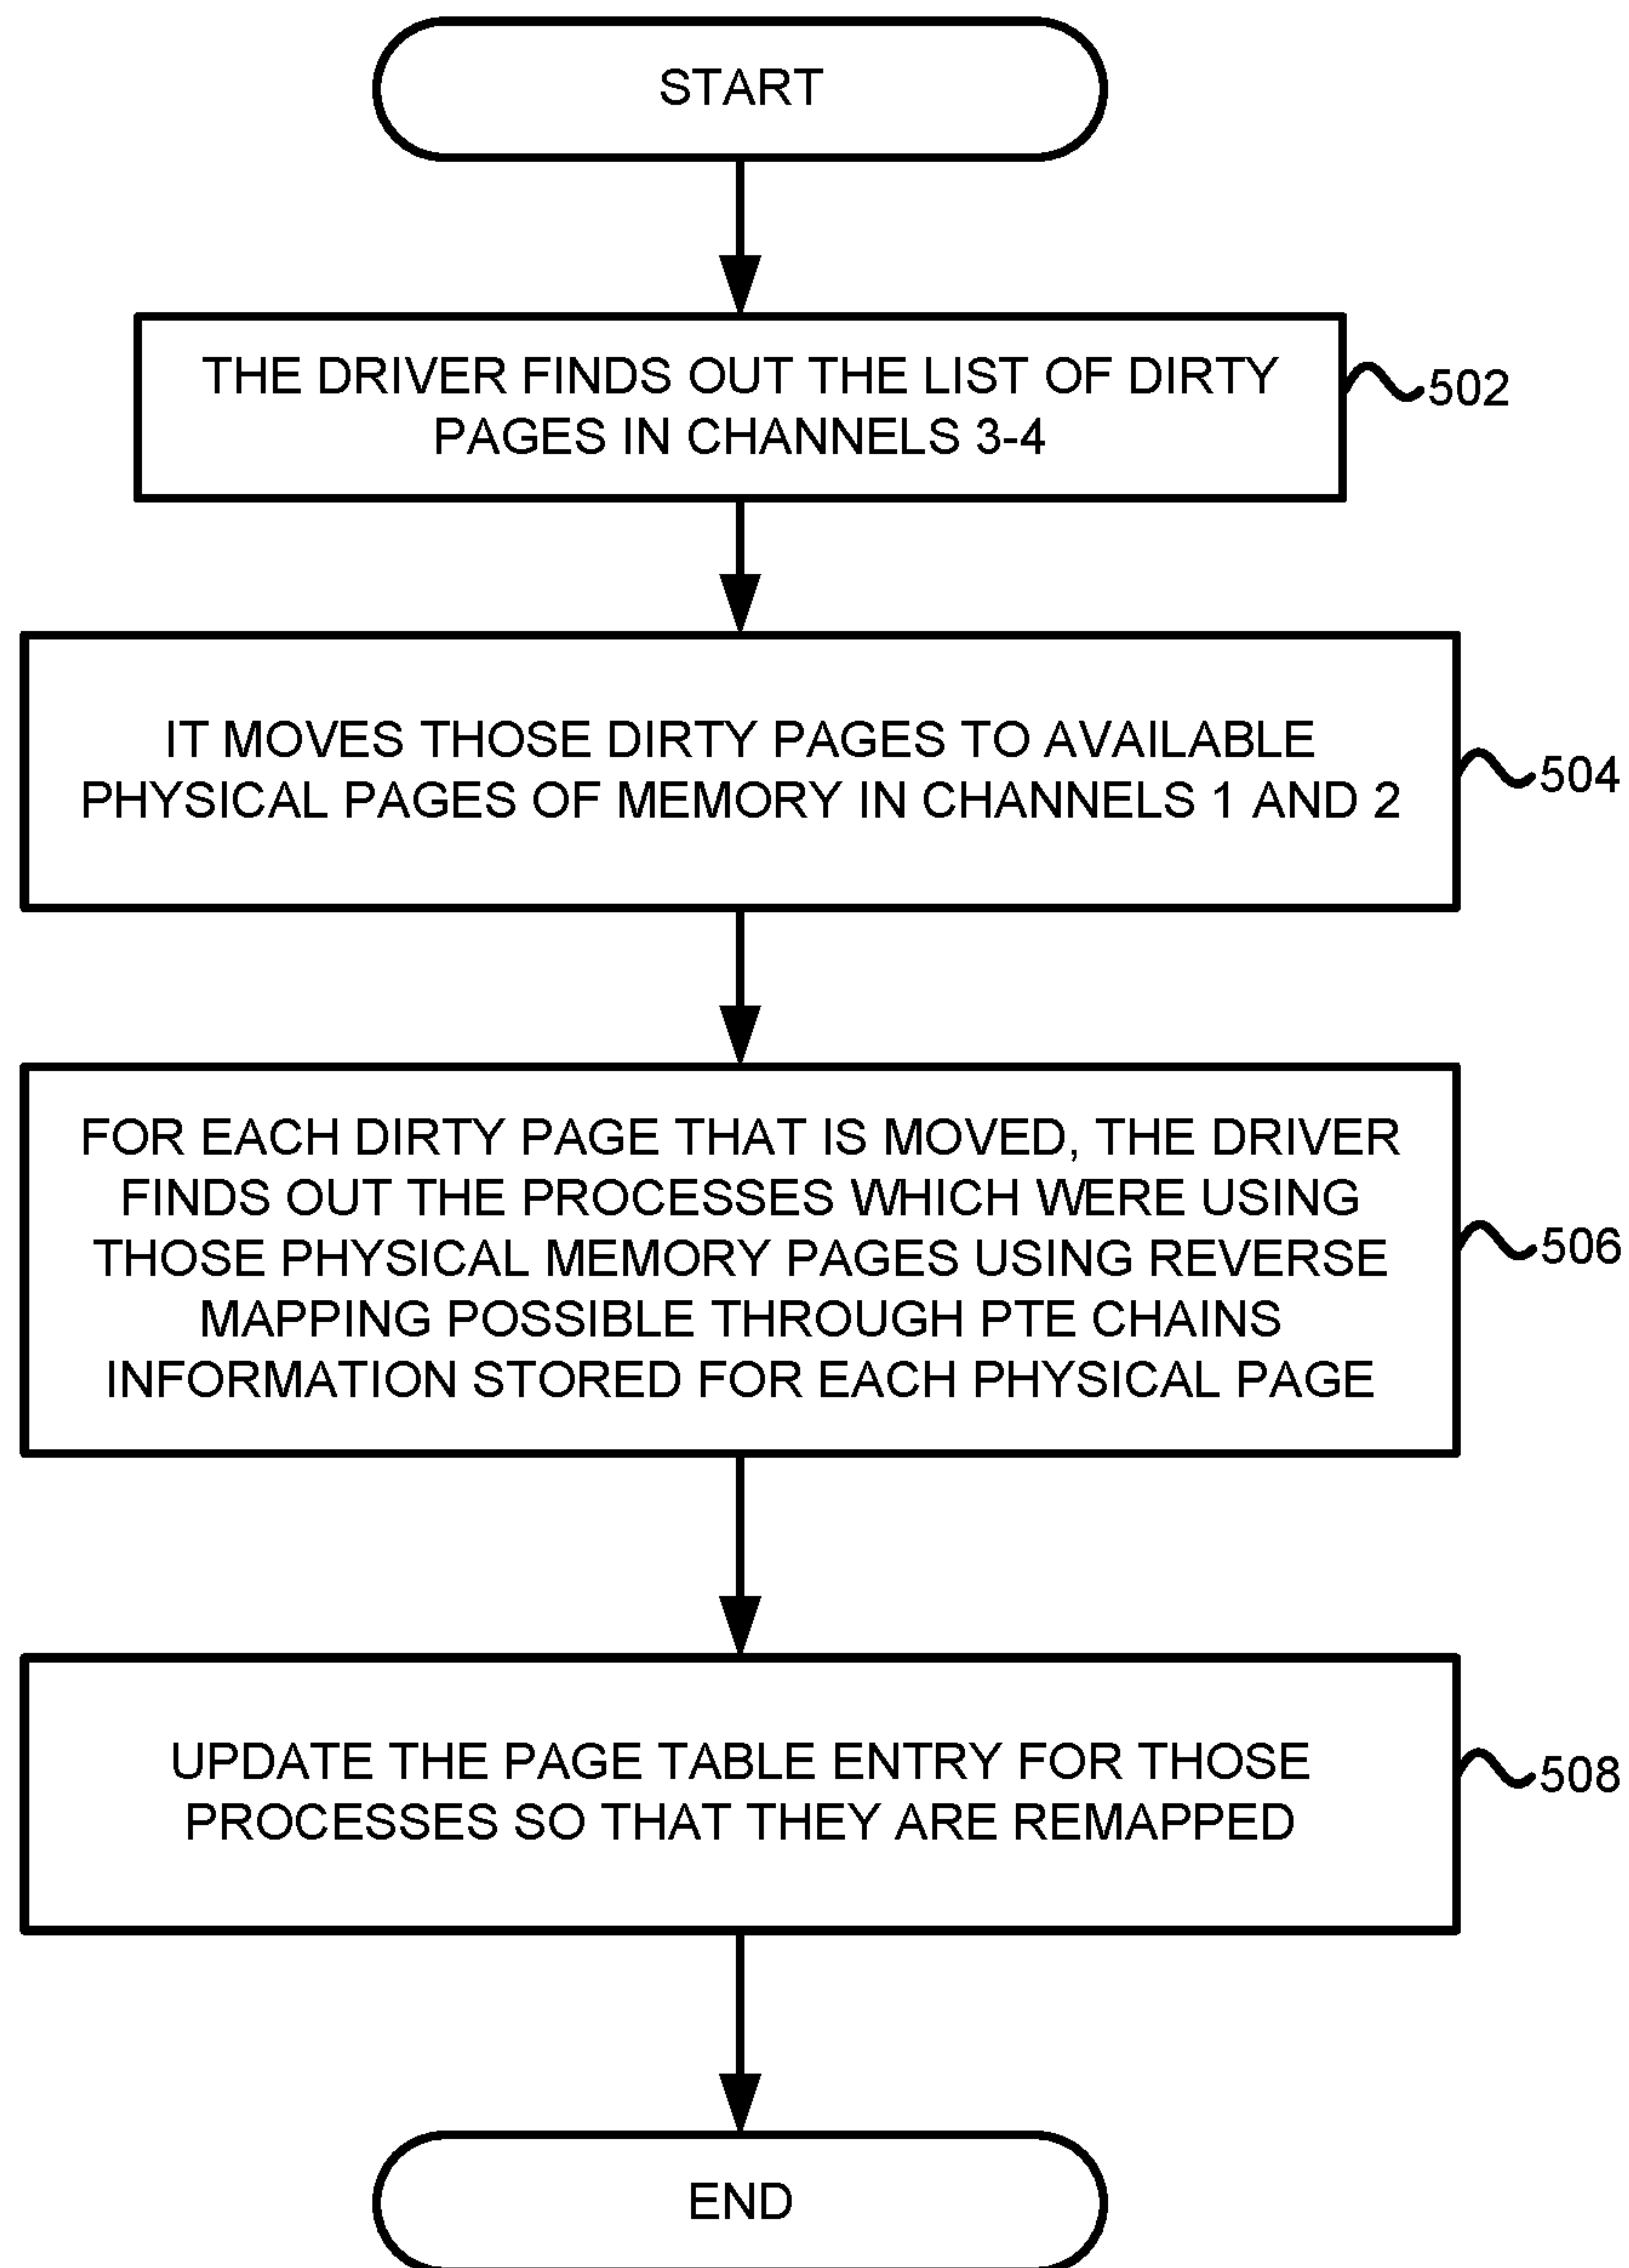 START
THE DRIVER FINDS OUT THE LIST OF DIRTY
PAGES IN CHANNELS 3-4
502
IT MOVES THOSE DIRTY PAGES TO AVAILABLE
PHYSICAL PAGES OF MEMORY IN CHANNELS 1 AND 2
504
FOR EACH DIRTY PAGE THAT IS MOVED, THE DRIVER
FINDS OUT THE PROCESSES WHICH WERE USING
THOSE PHYSICAL MEMORY PAGES USING REVERSE
MAPPING POSSIBLE THROUGH PTE CHAINS
INFORMATION STORED FOR EACH PHYSICAL PAGE
506
UPDATE THE PAGE TABLE ENTRY FOR THOSE
PROCESSES SO THAT THEY ARE REMAPPED
508
END